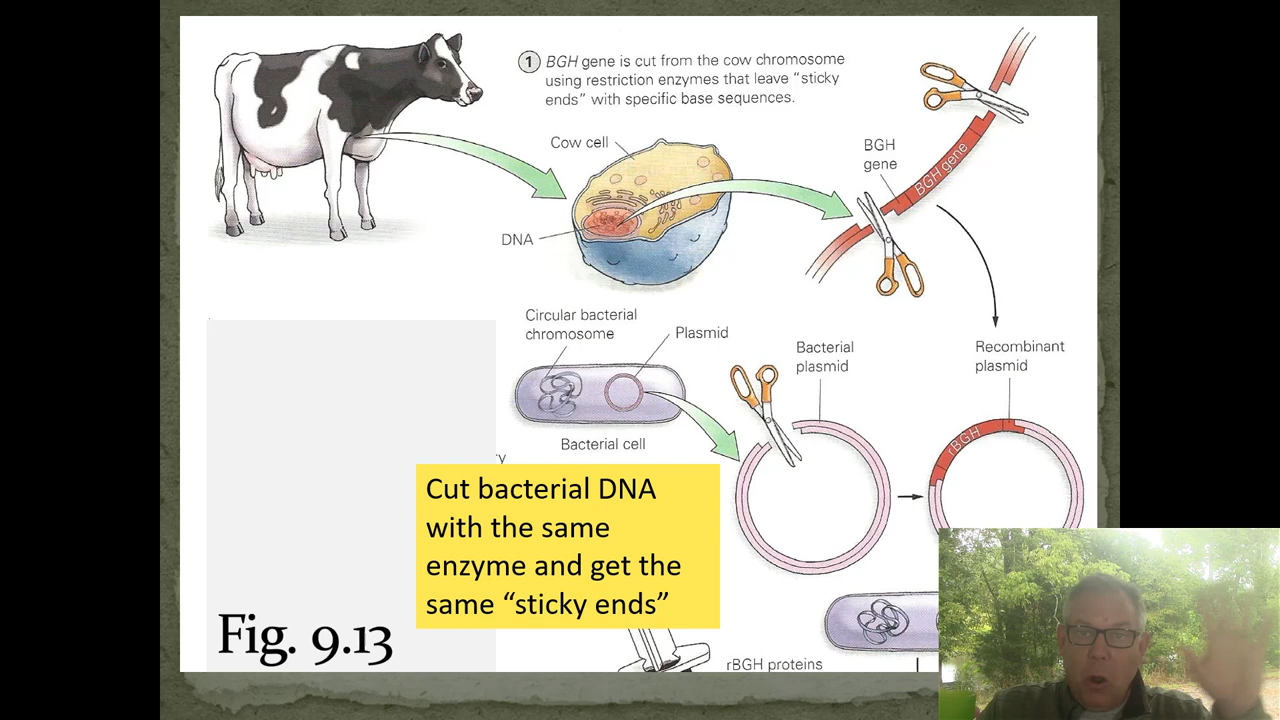 1 BGH gene is cut from the cow chromosome
using restriction enzymes that leave “sticky
ends” with specific base sequences.
Cow cell
DNA
BGH
gene
BGH gene
Circular bacterial
chromosome
Plasmid
Bacterial
plasmid
Recombinant
plasmid
rBGH
Bacterial cell
Cut bacterial DNA
with the same
enzyme and get the
same “sticky ends”
Fig. 9.13
rBGH proteins